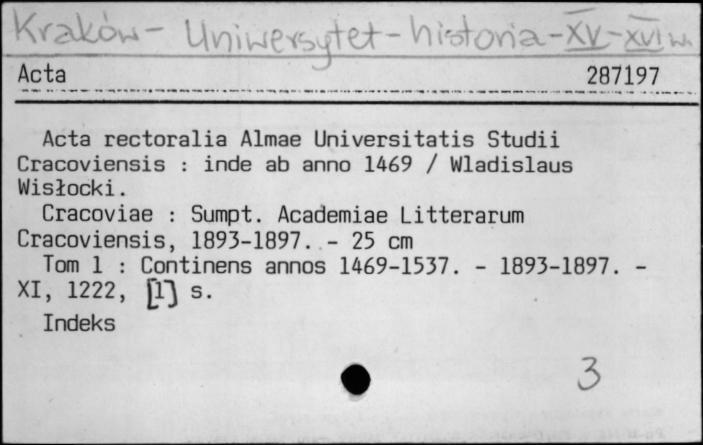 Kraków - Uniwersytet - historia - XV - XVI w.
Acta 287197
Acta rectoralia Almae Universitatis Studii
Cracoviensis : inde ab anno 1469 / Wladislaus
Wisłocki.
Cracoviae : Sumpt. Academiae Litterarum
Cracoviensis, 1893-1897. - 25 cm
Tom 1 : Continens annos 1469-1537. - 1893-1897. -
XI, 1222, [1] s.
Indeks
3